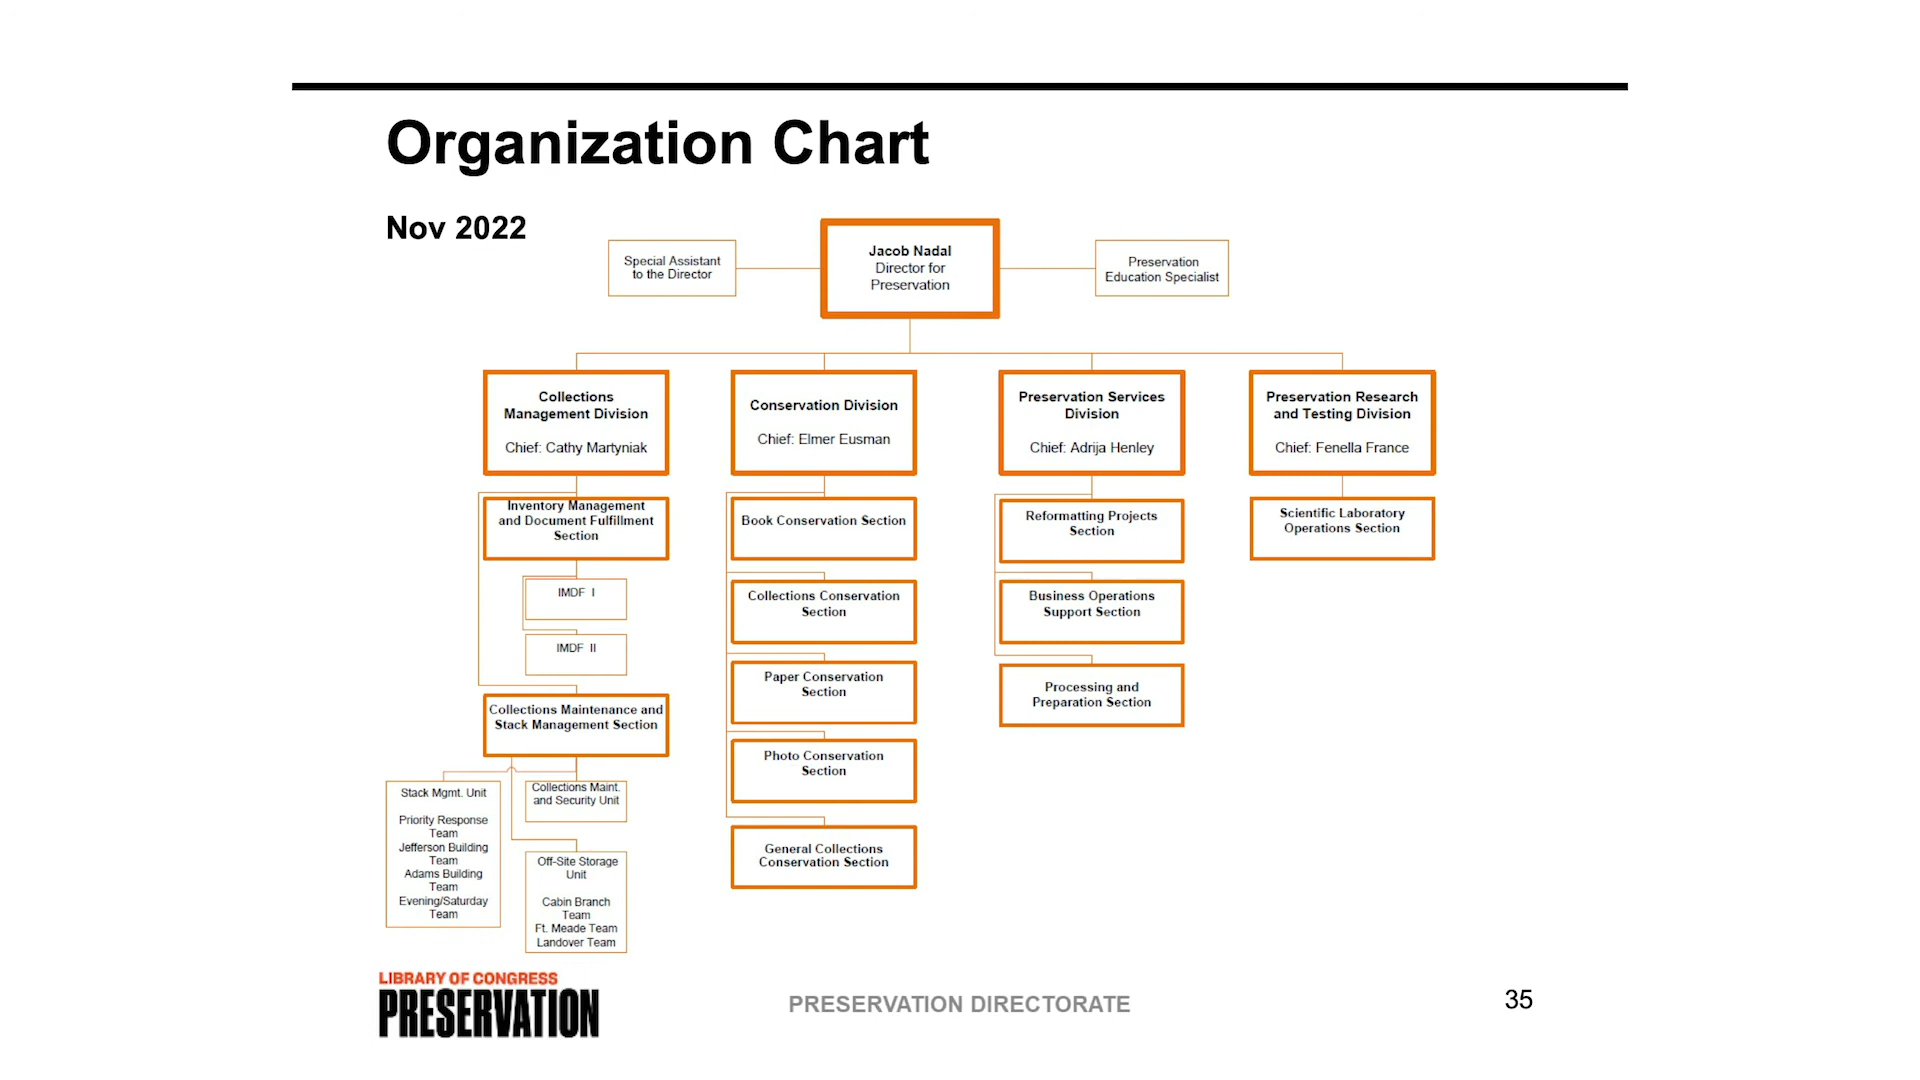 Organization Chart
Nov 2022
Special Assistant
to the Director
Jacob Nadal
Director for
Preservation
Preservation
Education Specialist
Collections
Management Division
Chief: Cathy Martyniak
Conservation Division
Chief: Elmer Eusman
Preservation Services
Division
Chief: Adrija Henley
Preservation Research
and Testing Division
Chief: Fenella France
Inventory Management
and Document Fulfillment
Section
IMDF I
IMDF II
Collections Maintenance and
Stack Management Section
Stack Mgmt. Unit
Priority Response
Team
Jefferson Building
Team
Adams Building
Team
Evening/Saturday
Team
Collections Maint.
and Security Unit
Off-Site Storage
Unit
Cabin Branch
Team
Ft. Meade Team
Landover Team
Book Conservation Section
Collections Conservation
Section
Paper Conservation
Section
Photo Conservation
Section
General Collections
Conservation Section
Reformatting Projects
Section
Business Operations
Support Section
Processing and
Preparation Section
Scientific Laboratory
Operations Section
LIBRARY OF CONGRESS
PRESERVATION
PRESERVATION DIRECTORATE
35